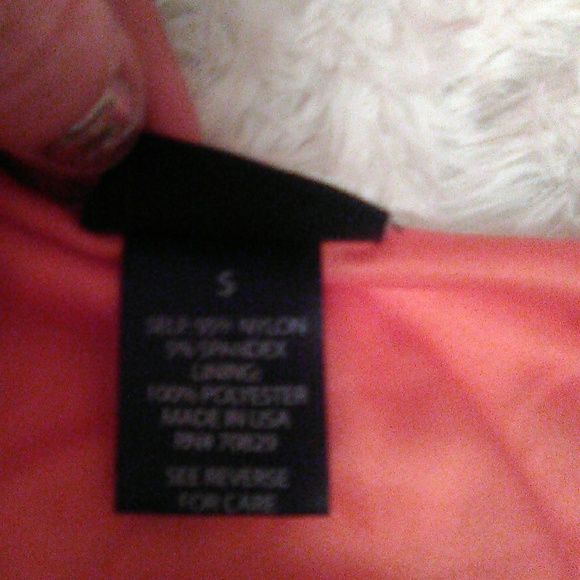 S
SELF: 95% NYLON
5% SPANDEX
LINING:
100% POLYESTER
MADE IN USA
RN# 70829
SEE REVERSE
FOR CARE